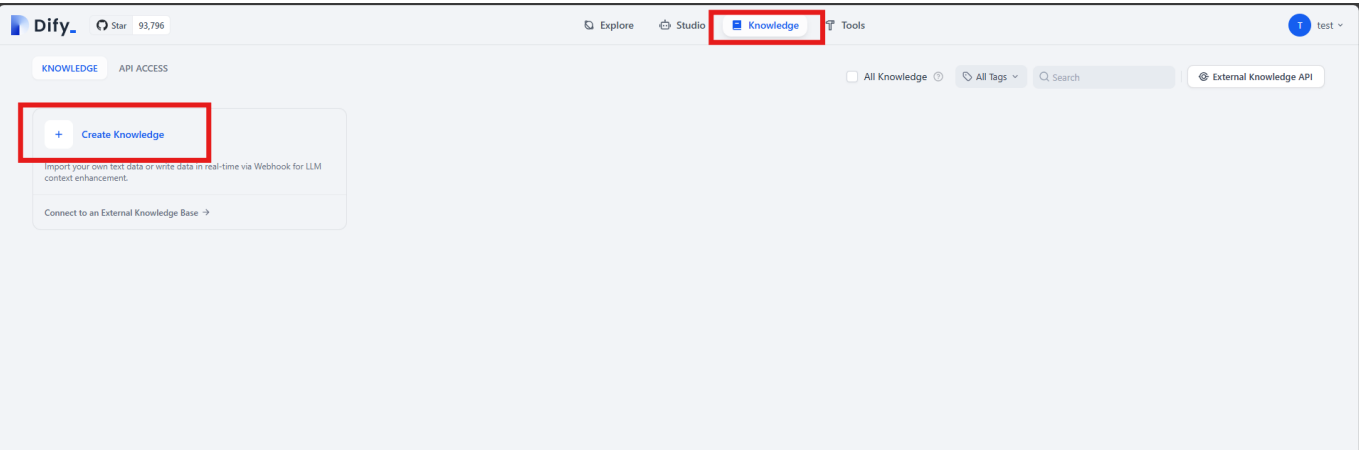 Dify_ Star 93,796 Explore Studio Knowledge Tools T test
KNOWLEDGE API ACCESS All Knowledge All Tags Search External Knowledge API
+ Create Knowledge
Import your own text data or write data in real-time via Webhook for LLM
context enhancement.
Connect to an External Knowledge Base →